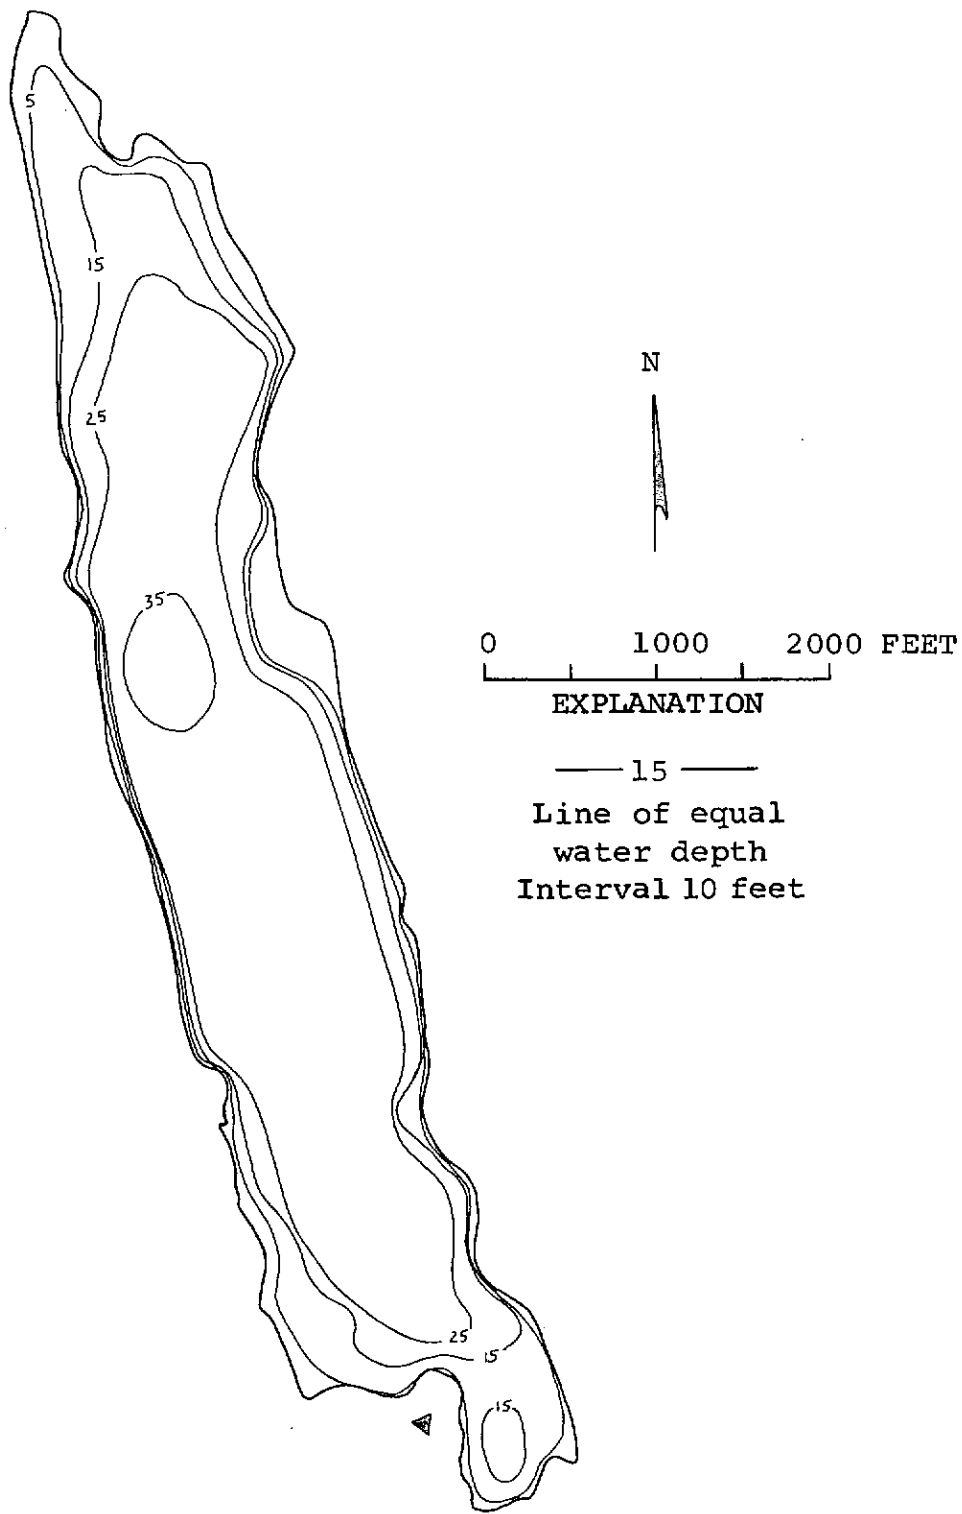 5
15
25
N
35
0 1000 2000 FEET
EXPLANATION
15
Line of equal
water depth
Interval 10 feet
25
15
15